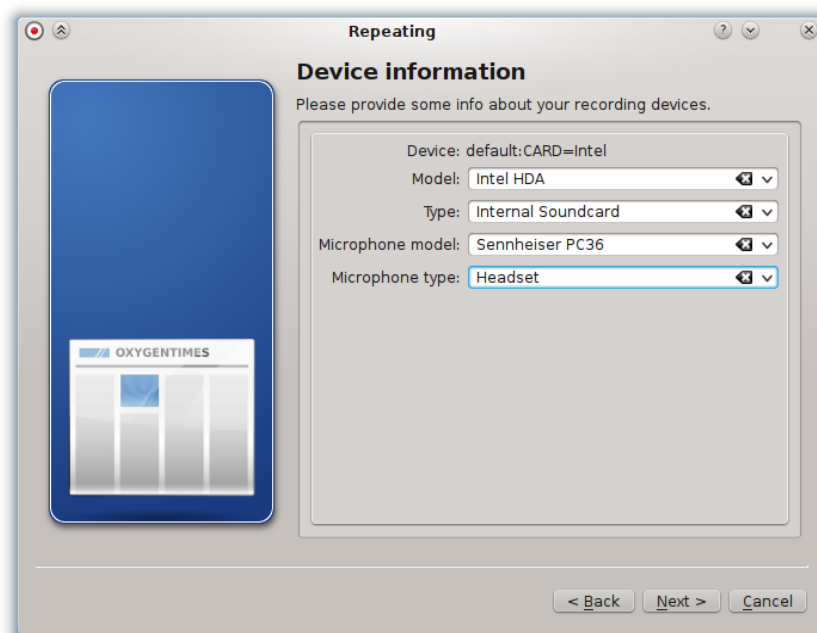 Repeating
Device information
Please provide some info about your recording devices.
Device: default:CARD=Intel
Model: Intel HDA
Type: Internal Soundcard
Microphone model: Sennheiser PC36
Microphone type: Headset
OXYGENTIMES
< Back Next > Cancel